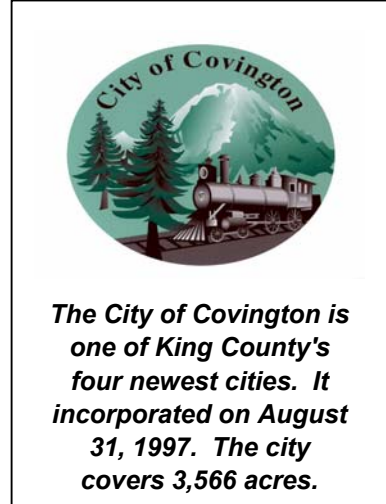 City of Covington
The City of Covington is
one of King County's
four newest cities.  It
incorporated on August
31, 1997.  The city
covers 3,566 acres.